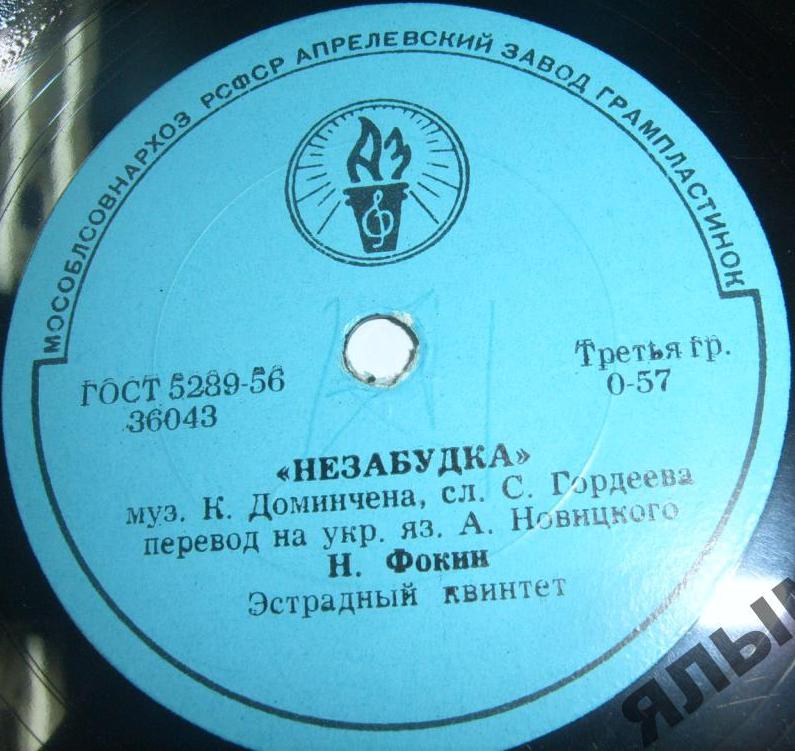 МОСОБЛСОВНАРХОЗ РСФСР АПРЕЛЕВСКИЙ ЗАВОД ГРАМПЛАСТИНОК
АЗ
ГОСТ 5289-56
36043
Третья гр.
0-57
«НЕЗАБУДКА»
муз. К. Доминчена, сл. С. Гордеева
перевод на укр. яз. А. Новицкого
Н. Фокин
Эстрадный квинтет